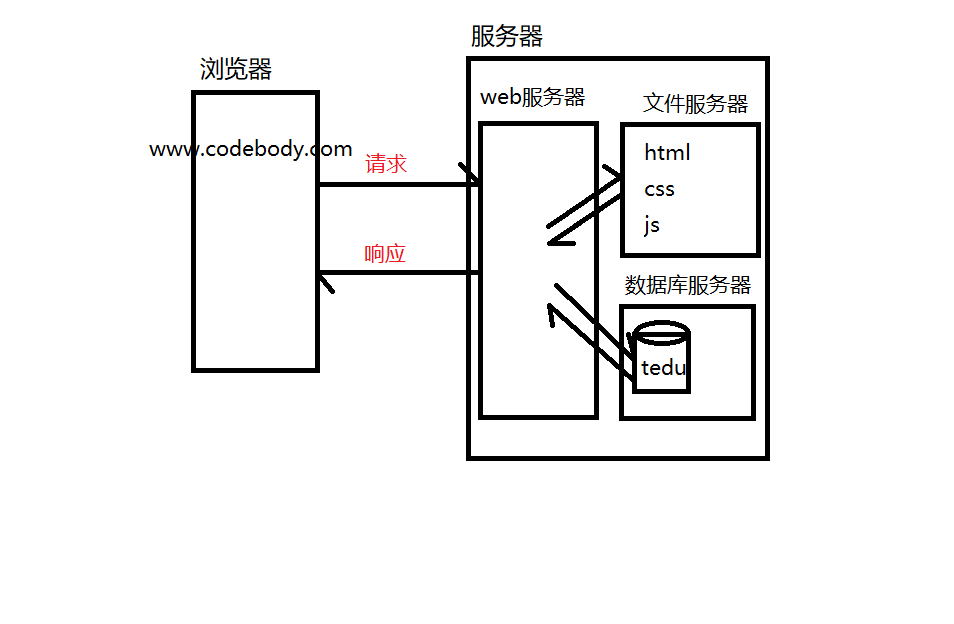 服务器
浏览器
web服务器
文件服务器
www.codebody.com
请求
html
css
js
响应
数据库服务器
tedu